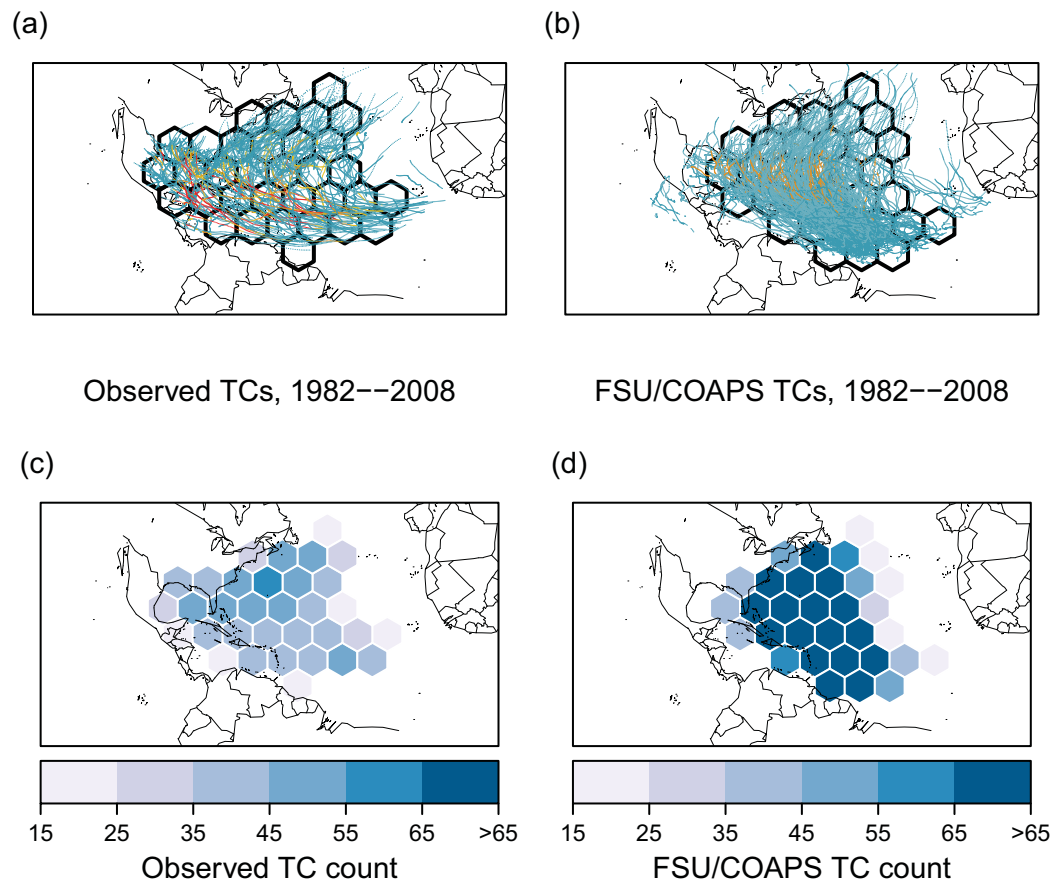 (a)
(b)
Observed TCs, 1982−−2008
FSU/COAPS TCs, 1982−−2008
(c)
(d)
15 25 35 45 55 65 >65
15 25 35 45 55 65 >65
Observed TC count
FSU/COAPS TC count